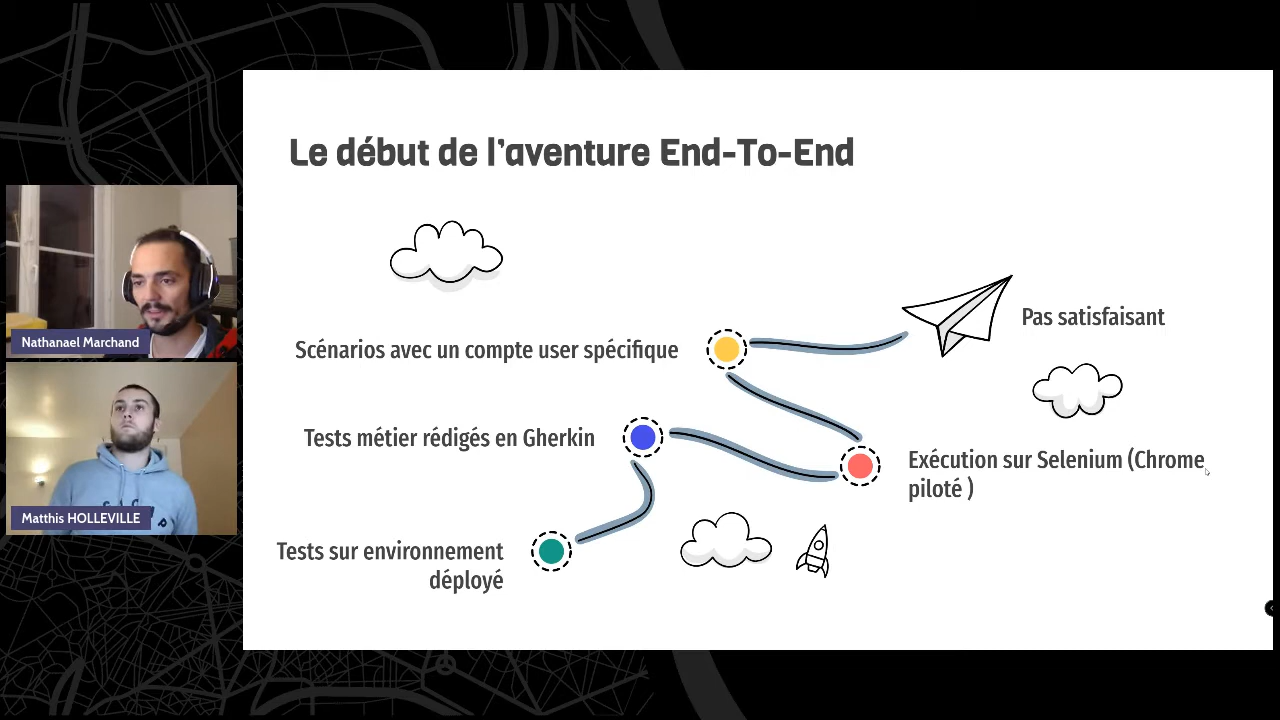 Le début de l'aventure End-To-End
Scénarios avec un compte user spécifique
Pas satisfaisant
Tests métier rédigés en Gherkin
Exécution sur Selenium (Chrome
piloté )
Tests sur environnement
déployé
Nathanael Marchand
Matthis HOLLEVILLE